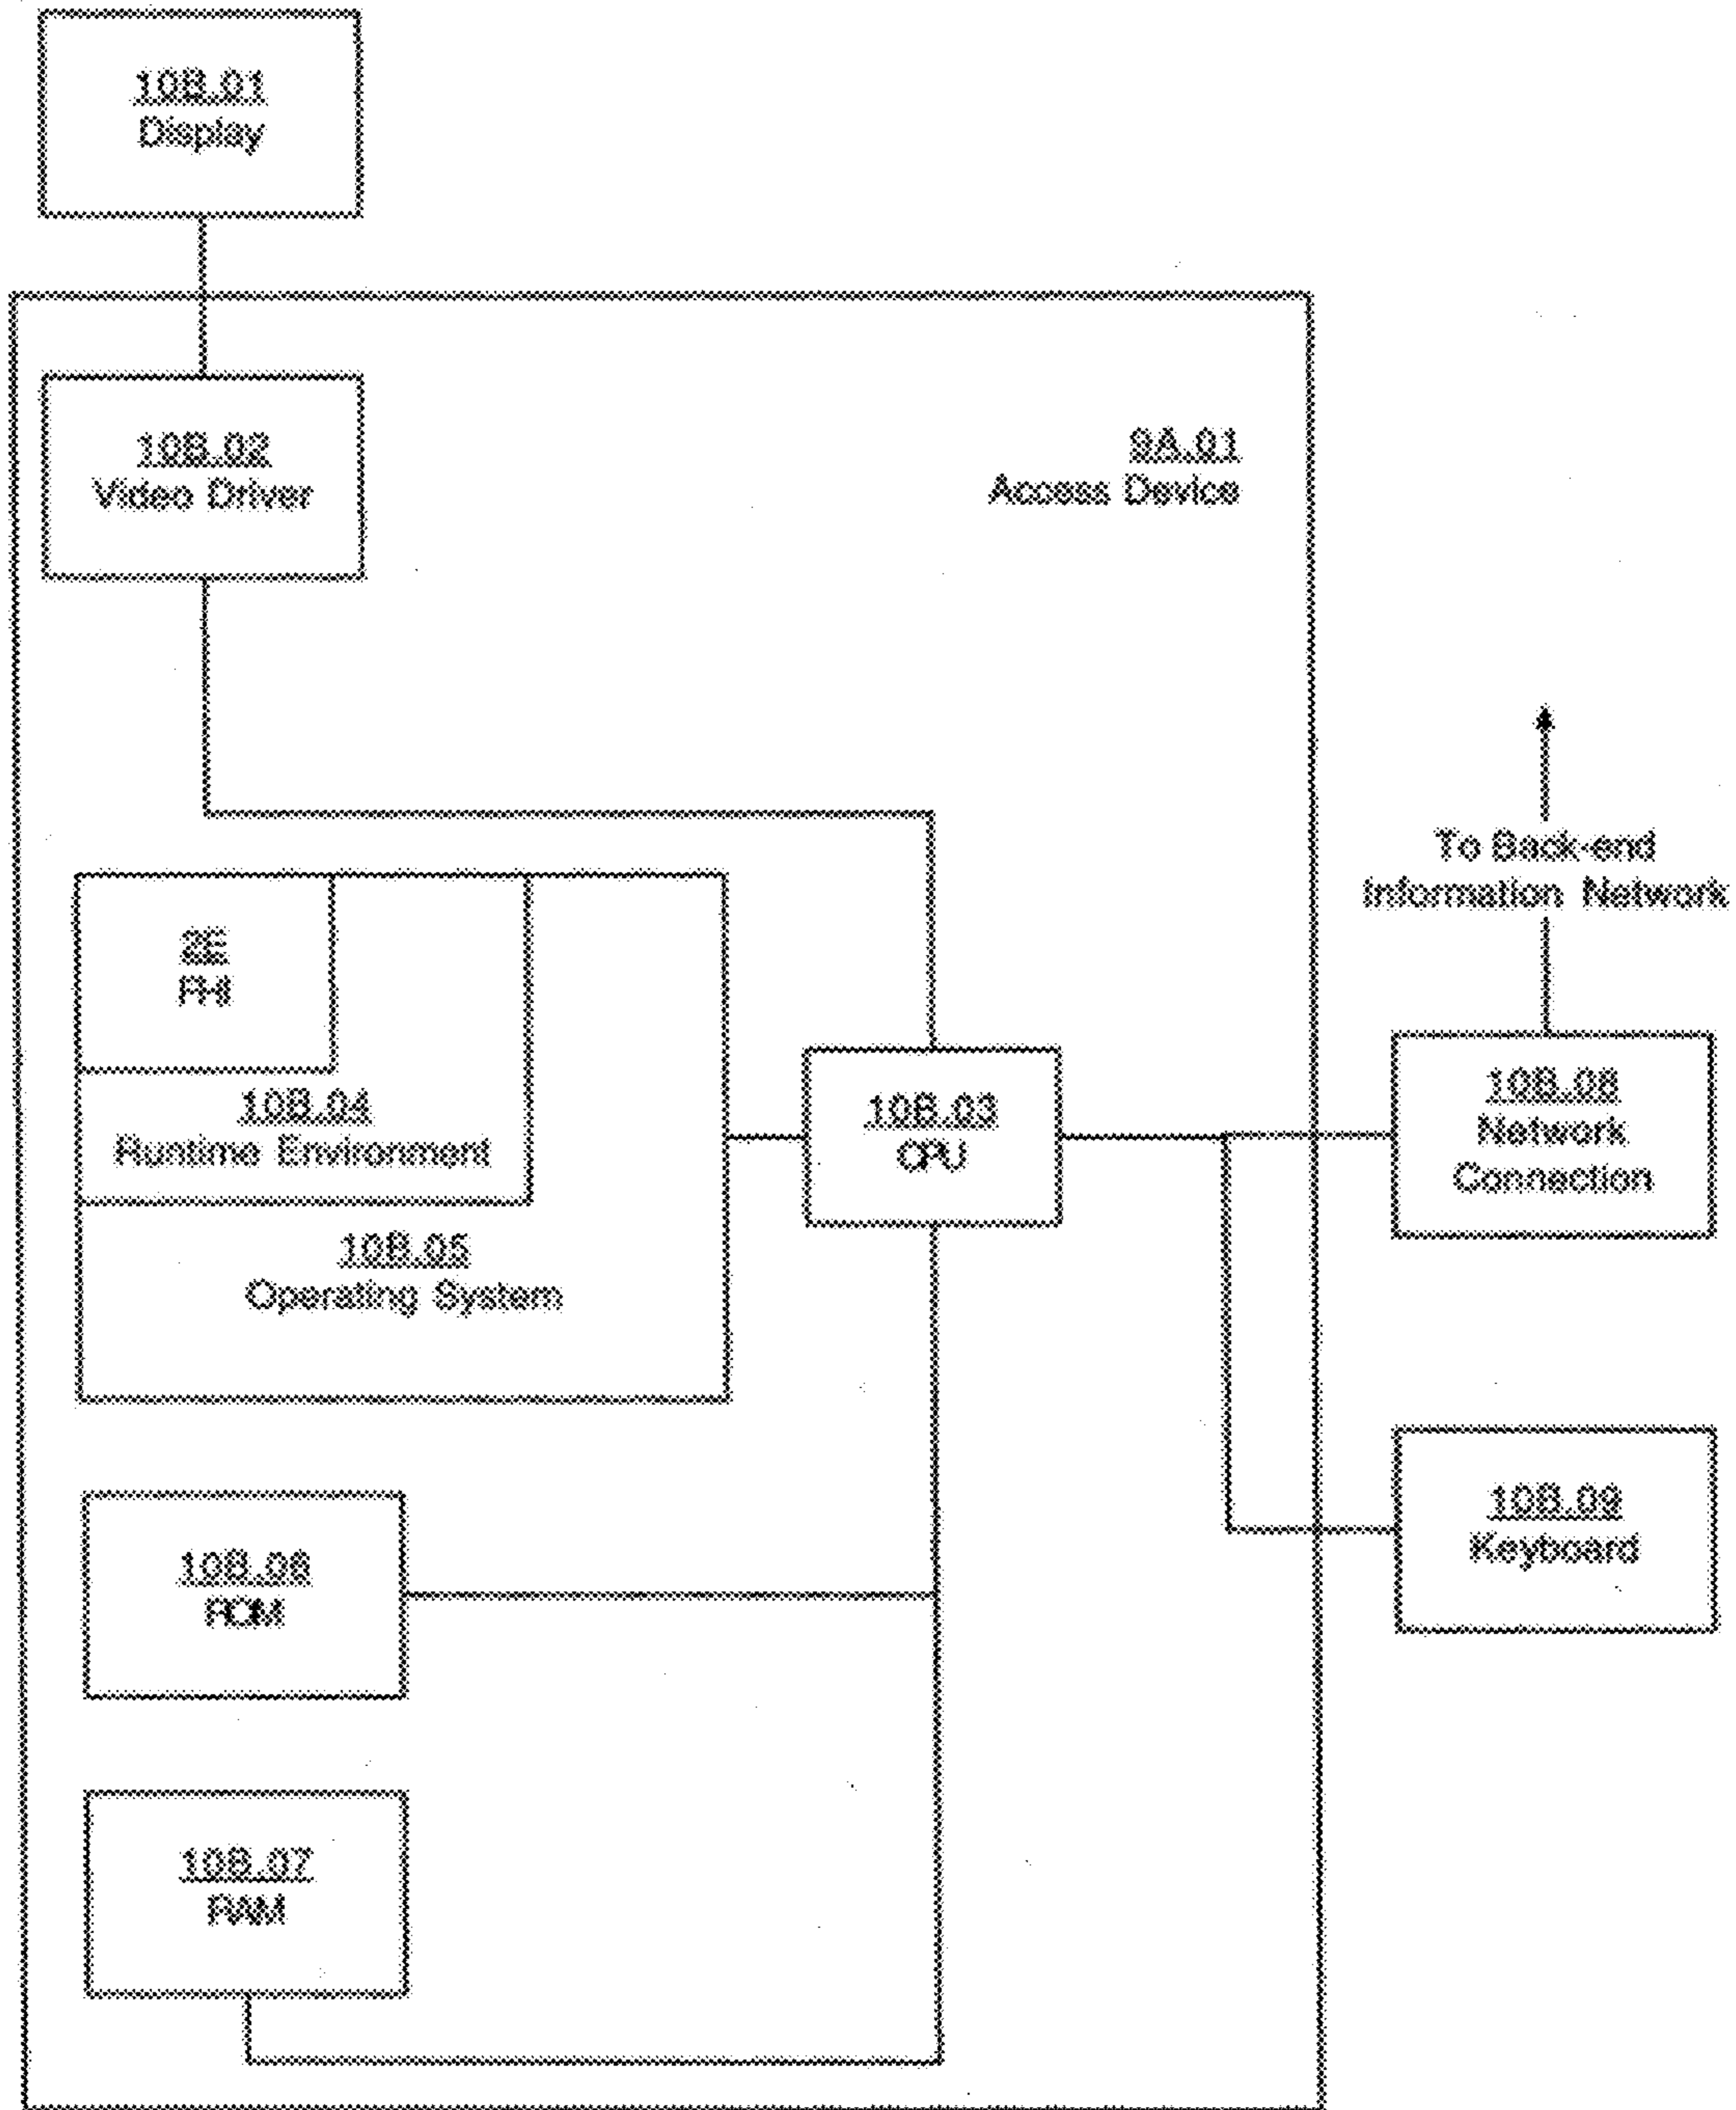 10B.01
Display
10B.02
Video Driver
9A.01
Access Device
To Back-end
Information Network
2E
PHI
10B.04
Runtime Environment
10B.03
CPU
10B.08
Network
Connection
10B.05
Operating System
10B.06
ROM
10B.09
Keyboard
10B.07
RAM